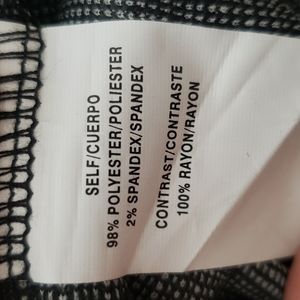 SELF/CUERPO
98% POLYESTER/POLIESTER
2% SPANDEX/SPANDEX
CONTRAST/CONTRASTE
100% RAYON/RAYON